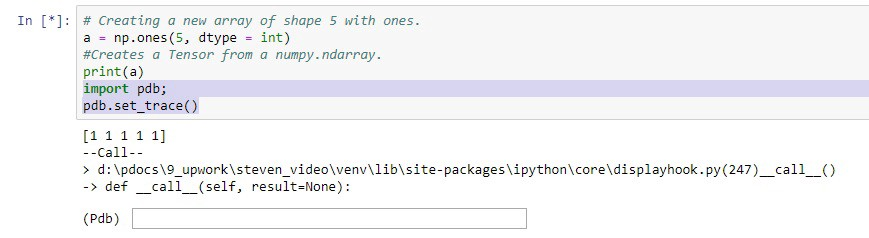 In [*]: # Creating a new array of shape 5 with ones.
a = np.ones(5, dtype = int)
#Creates a Tensor from a numpy.ndarray.
print(a)
import pdb;
pdb.set_trace()
[1 1 1 1 1]
--Call--
> d:\pdocs\9_upwork\steven_video\venv\lib\site-packages\ipython\core\displayhook.py(247)__call__()
-> def __call__(self, result=None):
(Pdb)